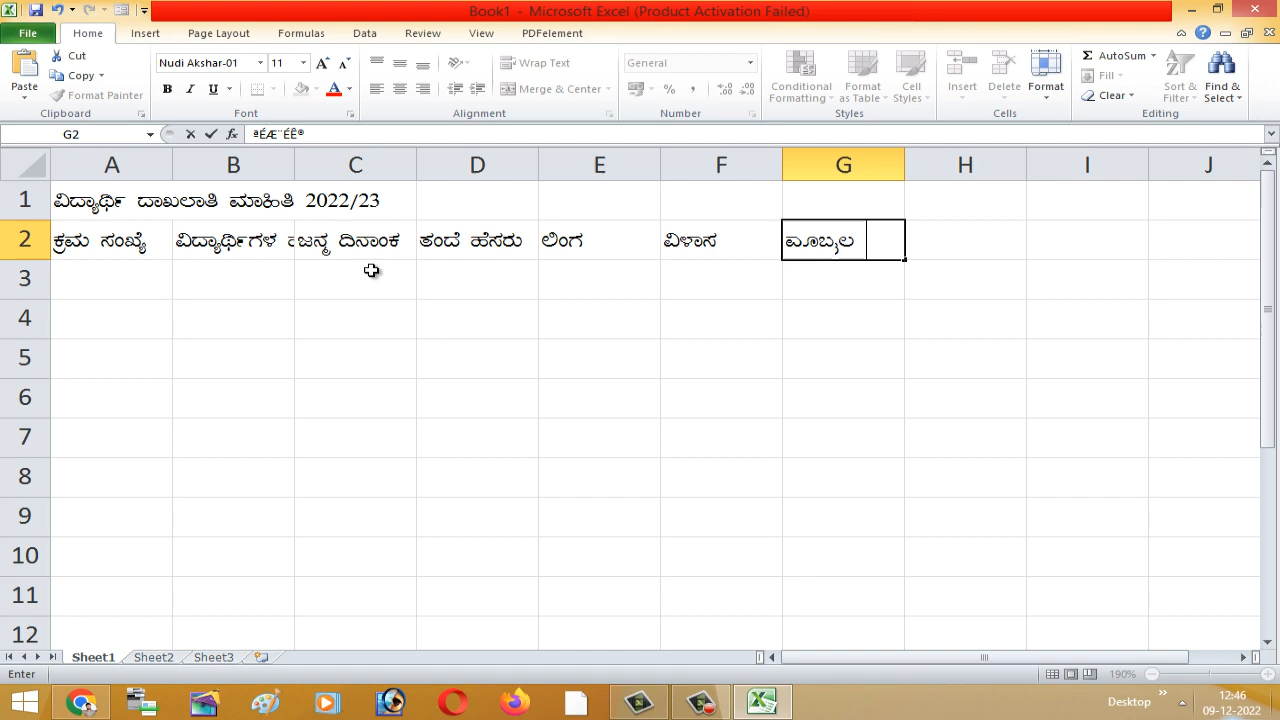 Book1 - Microsoft Excel (Product Activation Failed)
File Home Insert Page Layout Formulas Data Review View PDFelement
Paste Cut Copy Format Painter Clipboard
Nudi Akshar-01 11 B I U A Font
Wrap Text Merge & Center Alignment
General % , Number
Conditional Formatting Format as Table Cell Styles Styles
Insert Delete Format Cells
AutoSum Fill Clear Sort & Filter Find & Select Editing
G2 fx ªÉÆ¨ÉÊ®
A B C D E F G H I J
1 ವಿದ್ಯಾರ್ಥಿ ದಾಖಲಾತಿ ಮಾಹಿತಿ 2022/23
2 ಕ್ರಮ ಸಂಖ್ಯೆ ವಿದ್ಯಾರ್ಥಿಗಳ ಜನ್ಮ ದಿನಾಂಕ ತಂದೆ ಹೆಸರು ಲಿಂಗ ವಿಳಾಸ
3
4
5
6
7
8
9
10
11
12
Sheet1 Sheet2 Sheet3
Enter 190%
Desktop 12:46
09-12-2022